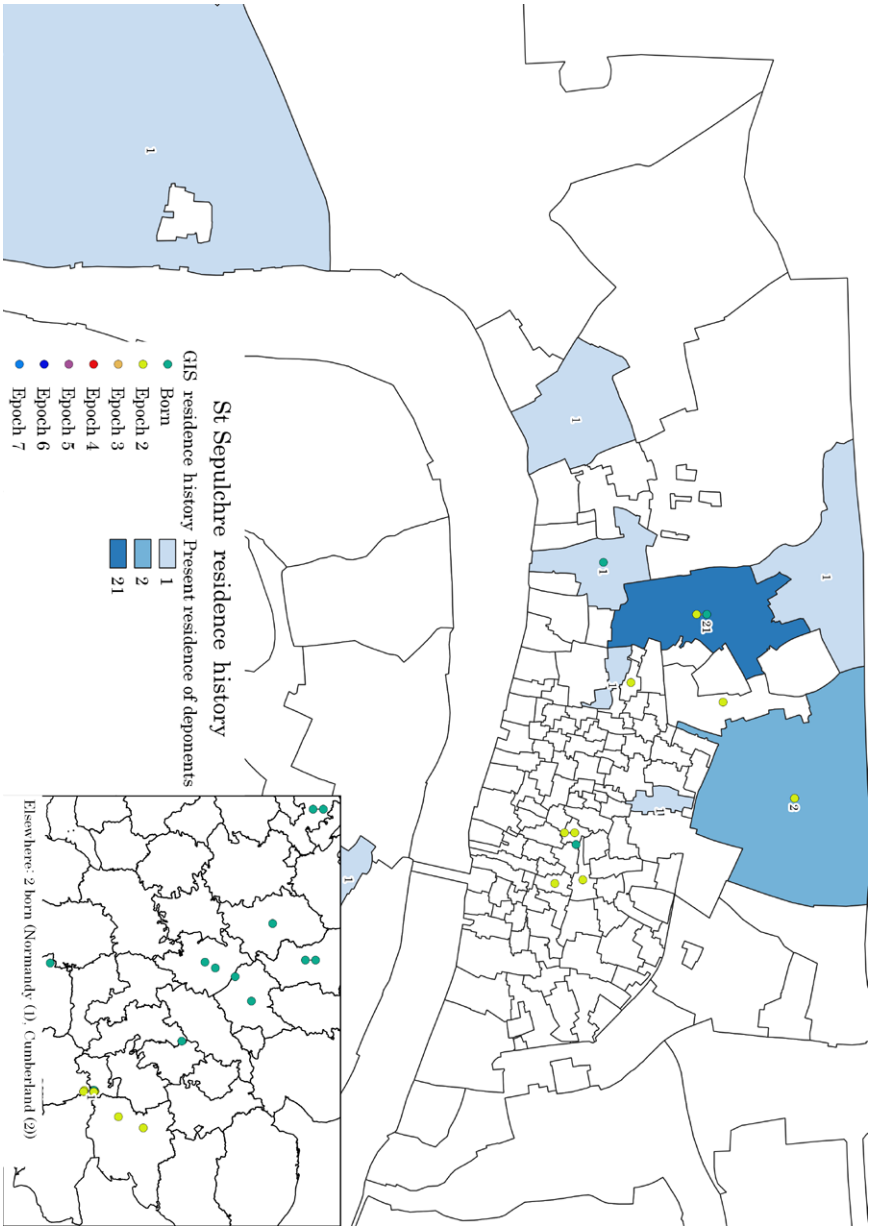 St Sepulchre residence history
GIS residence history
Born
Epoch 2
Epoch 3
Epoch 4
Epoch 5
Epoch 6
Epoch 7
Present residence of deponents
1
2
21
1
1
1
1
21
2
1
1
1
1
Elsewhere: 2 born (Normandy (1), Cumberland (2))